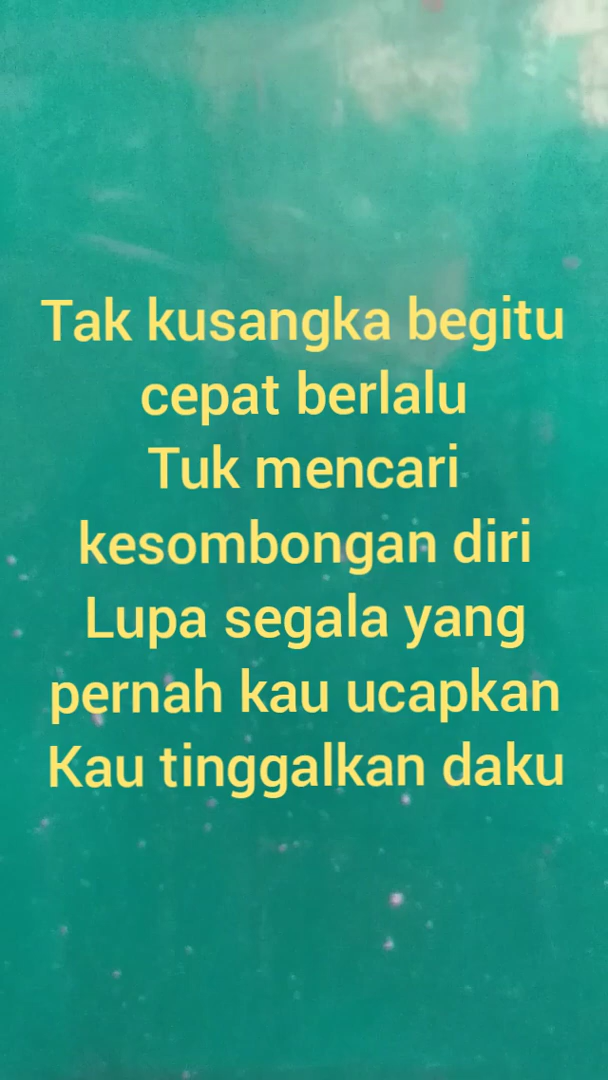 Tak kusangka begitu
cepat berlalu
Tuk mencari
kesombongan diri
Lupa segala yang
pernah kau ucapkan
Kau tinggalkan daku